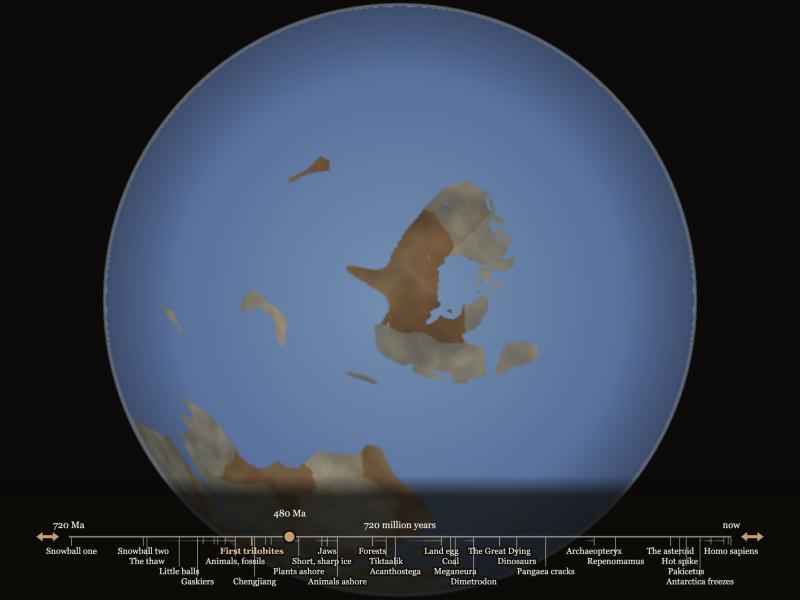 480 Ma
720 Ma
720 million years
now
Snowball one
Snowball two
First trilobites
Jaws
Forests
Land egg
The Great Dying
Archaeopteryx
The asteroid
Homo sapiens
The thaw
Animals, fossils
Short, sharp ice
Tiktaalik
Coal
Dinosaurs
Repenomamus
Hot spike
Little balls
Plants ashore
Acanthostega
Meganeura
Pangaea cracks
Pakicetus
Gaskiers
Chengjiang
Animals ashore
Dimetrodon
Antarctica freezes